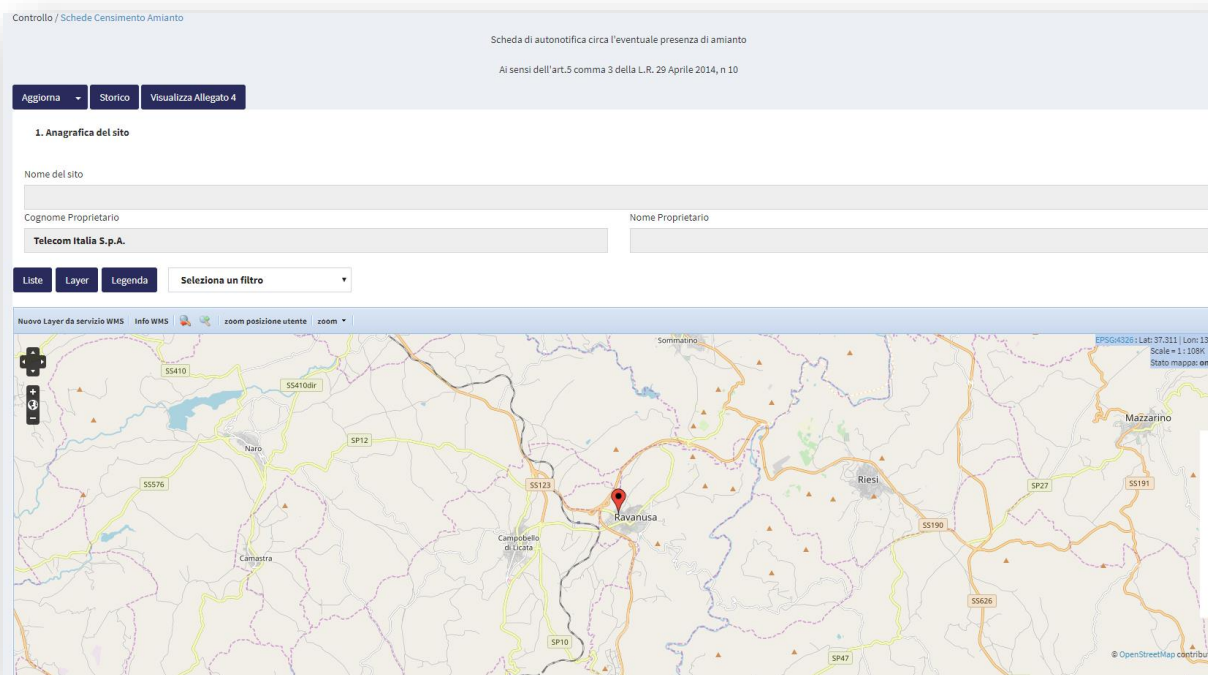 Controllo / Schede Censimento Amianto
Scheda di autonotifica circa l'eventuale presenza di amianto
Ai sensi dell'art.5 comma 3 della L.R. 29 Aprile 2014, n 10
Aggiorna Storico Visualizza Allegato 4
1. Anagrafica del sito
Nome del sito
Cognome Proprietario Nome Proprietario
Telecom Italia S.p.A.
Liste Layer Legenda Seleziona un filtro
Nuovo Layer da servizio WMS Info WMS zoom posizione utente zoom
EPSG:4326 : Lat: 37.311 | Lon: 13
Scale = 1 : 108K
Stato mappa: on
Sommatino
SS410
SS410dir
Mazzarino
SP12
Naro
SS576
SS123
Riesi
SP27
SS191
Ravanusa
SS190
Campobello
di Licata
Camastra
SS626
SP10
SP47
© OpenStreetMap contribu